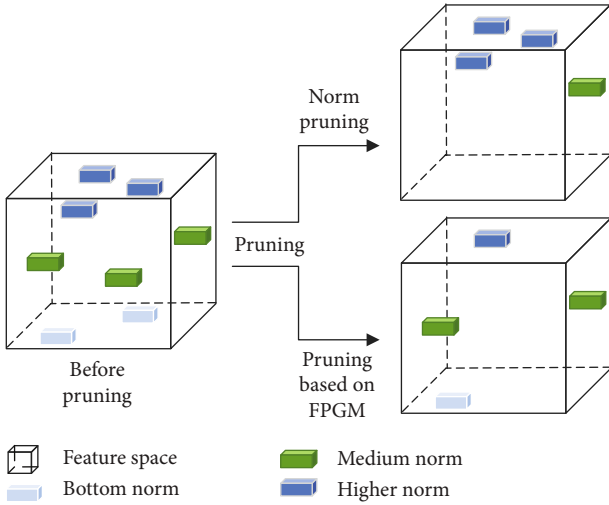 Norm
pruning
Pruning
Before
pruning
Pruning
based on
FPGM
Feature space
Medium norm
Bottom norm
Higher norm